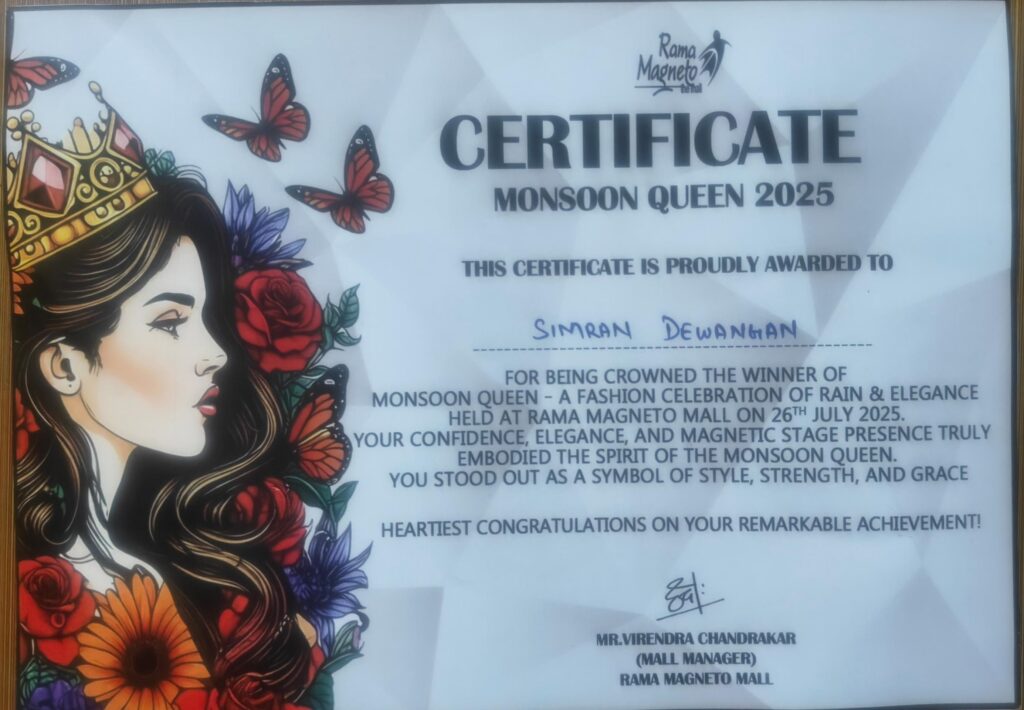 Rama
Magneto
the mall
CERTIFICATE
MONSOON QUEEN 2025
THIS CERTIFICATE IS PROUDLY AWARDED TO
SIMRAN DEWANGAN
FOR BEING CROWNED THE WINNER OF
MONSOON QUEEN - A FASHION CELEBRATION OF RAIN & ELEGANCE
HELD AT RAMA MAGNETO MALL ON 26TH JULY 2025.
YOUR CONFIDENCE, ELEGANCE, AND MAGNETIC STAGE PRESENCE TRULY
EMBODIED THE SPIRIT OF THE MONSOON QUEEN.
YOU STOOD OUT AS A SYMBOL OF STYLE, STRENGTH, AND GRACE
HEARTIEST CONGRATULATIONS ON YOUR REMARKABLE ACHIEVEMENT!
MR.VIRENDRA CHANDRAKAR
(MALL MANAGER)
RAMA MAGNETO MALL